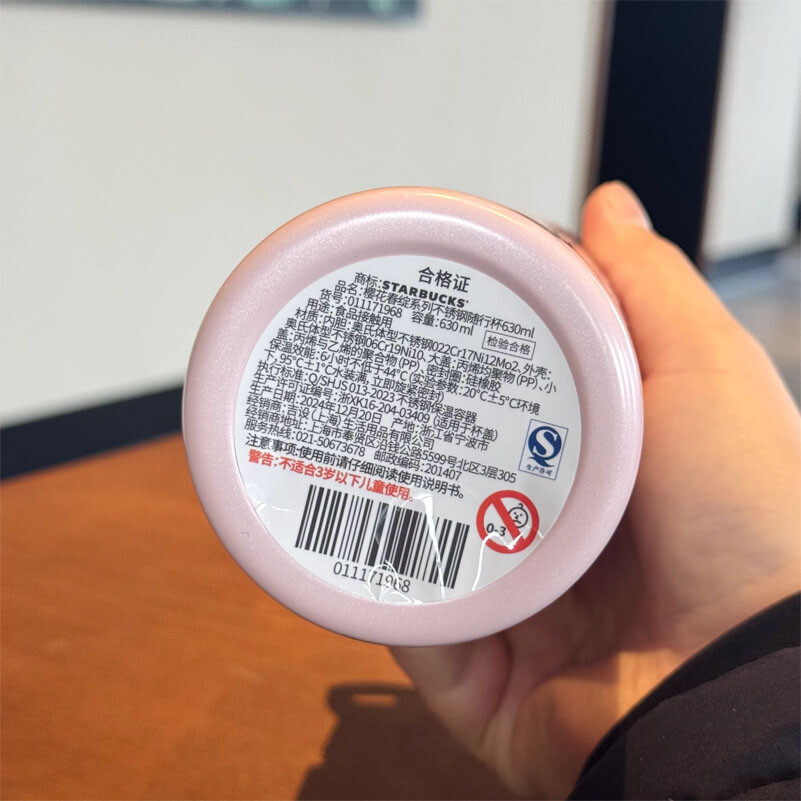 合格证
商标: STARBUCKS®
品名: 樱花春绽系列不锈钢随行杯630ml
货号: 011171968 容量: 630 ml
用途: 食品接触用
检验合格
材质: 内胆: 奥氏体型不锈钢022Cr17Ni12Mo2、外壳:
奥氏体型不锈钢06Cr19Ni10、大盖: 丙烯均聚物(PP)、小
盖: 丙烯与乙烯的聚合物(PP)、密封圈: 硅橡胶
保温效能: 6小时不低于44°C (实验参数: 20°C±5°C环境
下, 95°C±1°C水装满, 立即旋紧密封)
执行标准: Q/SHJS 013-2023 不锈钢保温容器
生产许可证编号: 浙XK16-204-03409 (适用于杯盖)
生产日期: 2024年12月20日 产地: 浙江省宁波市
经销商: 吉设(上海)生活用品有限公司
经销商地址: 上海市奉贤区浦钱公路5599号北区3层305
服务热线: 021-50673678 邮政编码: 201407
注意事项: 使用前请仔细阅读使用说明书。
警告: 不适合3岁以下儿童使用。
生产许可
0-3
011171968